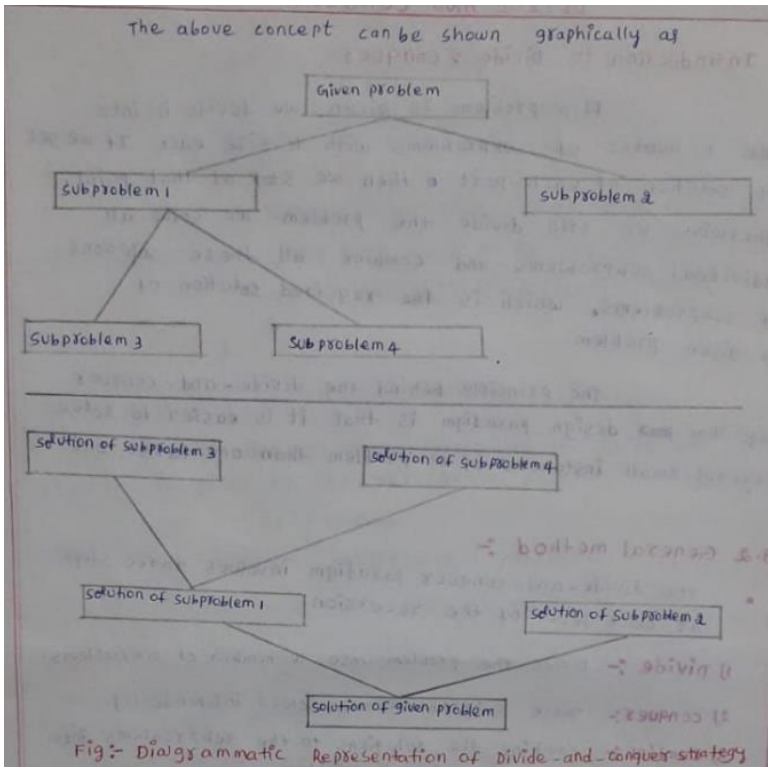 The above concept can be shown graphically as
Given problem
subproblem 1
subproblem 2
subproblem 3
subproblem 4
solution of subproblem 3
solution of subproblem 4
solution of subproblem 1
solution of subproblem 2
solution of given problem
Fig:- Diagrammatic Representation of Divide-and-conquer strategy